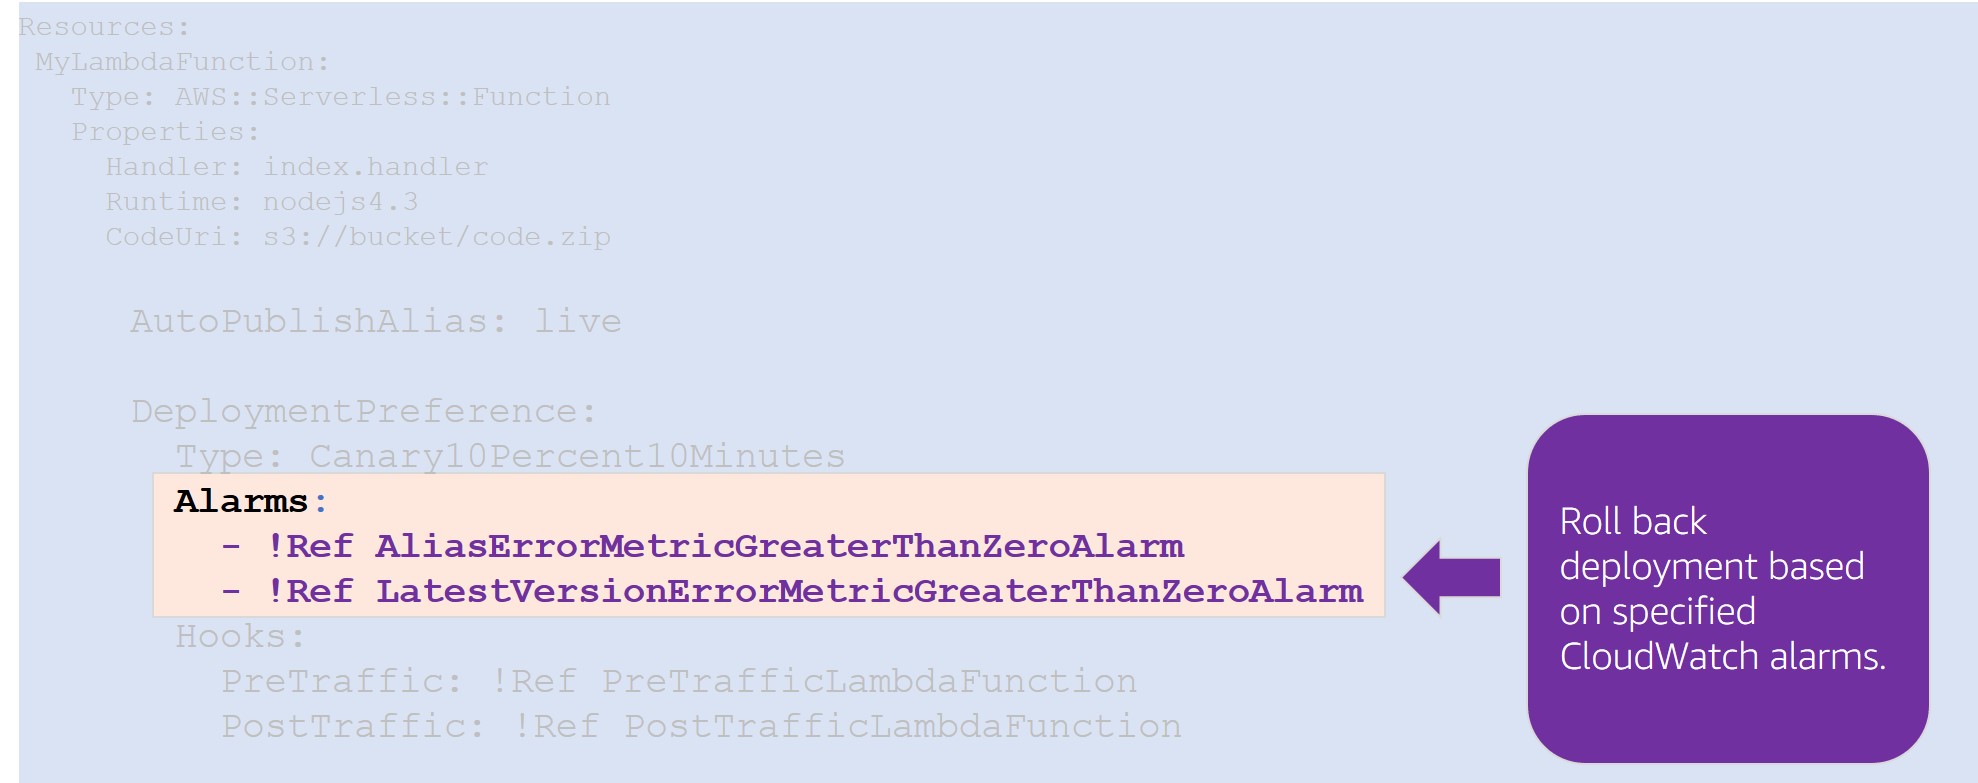 Resources:
MyLambdaFunction:
Type: AWS::Serverless::Function
Properties:
Handler: index.handler
Runtime: nodejs4.3
CodeUri: s3://bucket/code.zip
AutoPublishAlias: live
DeploymentPreference:
Type: Canary10Percent10Minutes
Alarms:
- !Ref AliasErrorMetricGreaterThanZeroAlarm
- !Ref LatestVersionErrorMetricGreaterThanZeroAlarm
Hooks:
PreTraffic: !Ref PreTrafficLambdaFunction
PostTraffic: !Ref PostTrafficLambdaFunction
Roll back
deployment based
on specified
CloudWatch alarms.